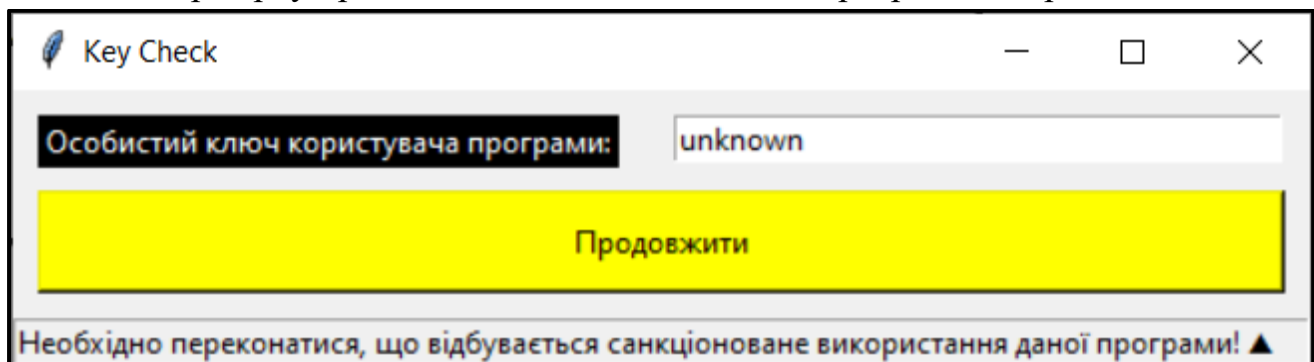 Key Check
Особистий ключ користувача програми: unknown
Продовжити
Необхідно переконатися, що відбувається санкціоноване використання даної програми! ▲